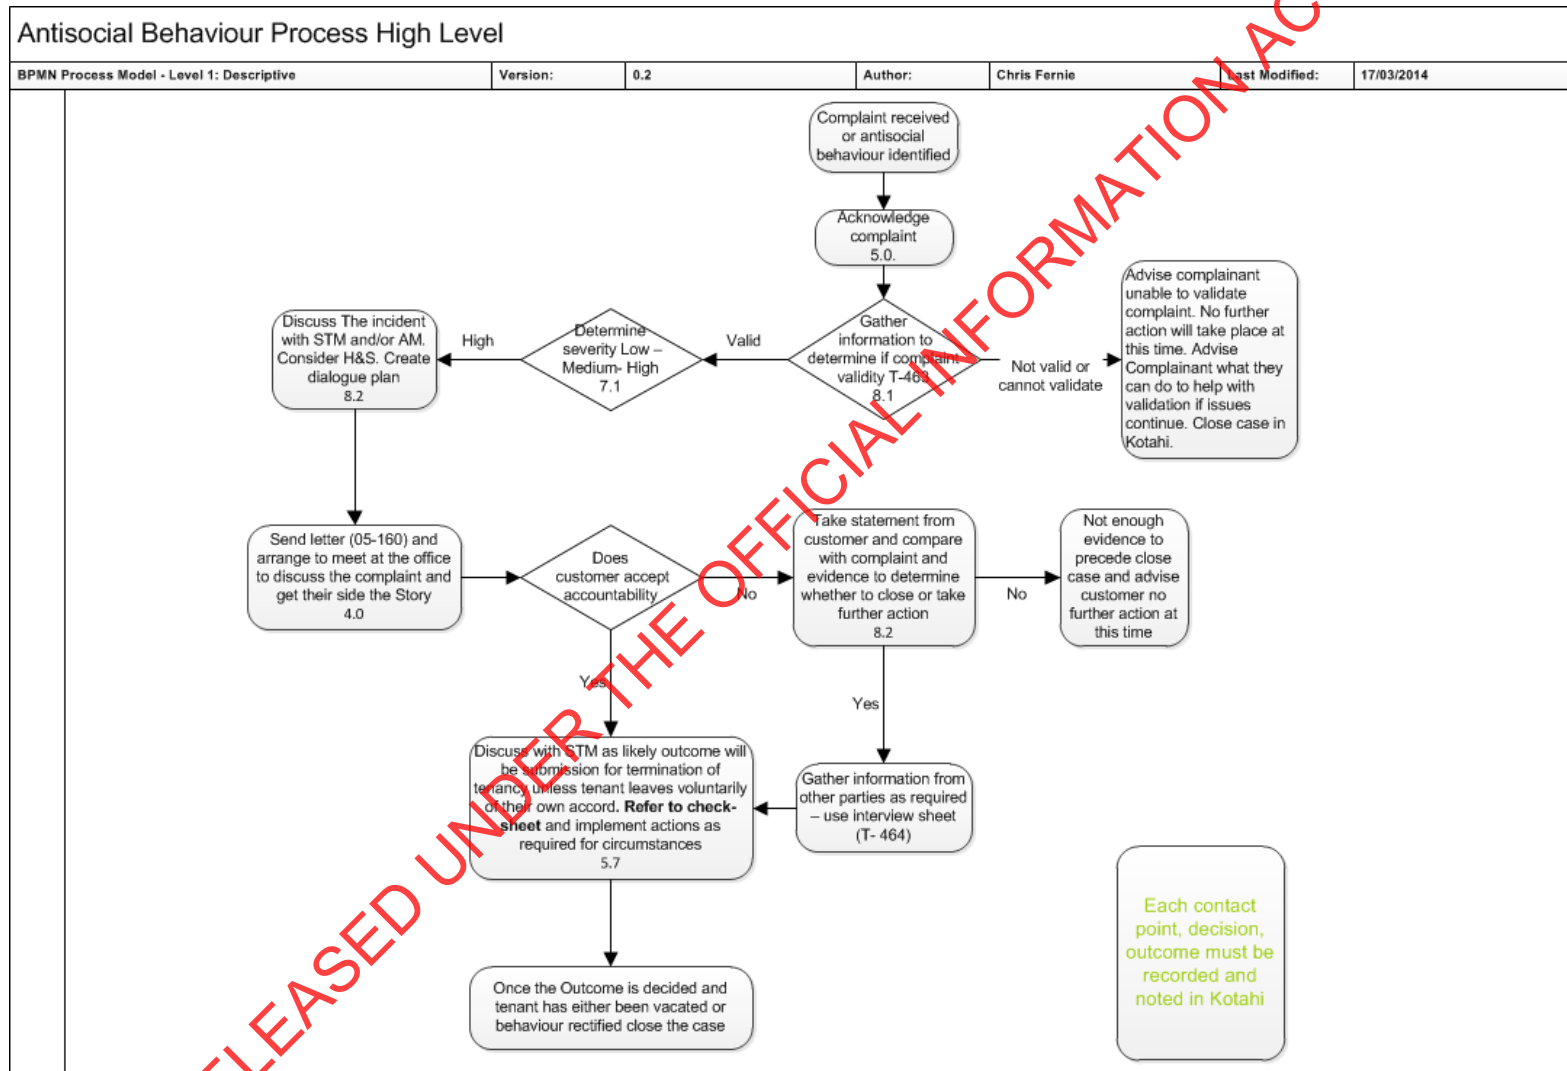 Antisocial Behaviour Process High Level
BPMN Process Model - Level 1: Descriptive
Version:
0.2
Author:
Chris Fernie
Last Modified:
17/03/2014
Complaint received
or antisocial
behaviour identified
Acknowledge
complaint
5.0.
Gather
information to
determine if complaint
validity T-463
8.1
Valid
Not valid or
cannot validate
Advise complainant
unable to validate
complaint. No further
action will take place at
this time. Advise
Complainant what they
can do to help with
validation if issues
continue. Close case in
Kotahi.
Determine
severity Low –
Medium- High
7.1
High
Discuss The incident
with STM and/or AM.
Consider H&S. Create
dialogue plan
8.2
Send letter (05-160) and
arrange to meet at the office
to discuss the complaint and
get their side the Story
4.0
Does
customer accept
accountability
No
Take statement from
customer and compare
with complaint and
evidence to determine
whether to close or take
further action
8.2
No
Not enough
evidence to
precede close
case and advise
customer no
further action at
this time
Yes
Yes
Discuss with STM as likely outcome will
be submission for termination of
tenancy unless tenant leaves voluntarily
of their own accord. Refer to check-
sheet and implement actions as
required for circumstances
5.7
Gather information from
other parties as required
– use interview sheet
(T- 464)
Once the Outcome is decided and
tenant has either been vacated or
behaviour rectified close the case
Each contact
point, decision,
outcome must be
recorded and
noted in Kotahi
ELEASED UNDER THE OFFICIAL INFORMATION AC